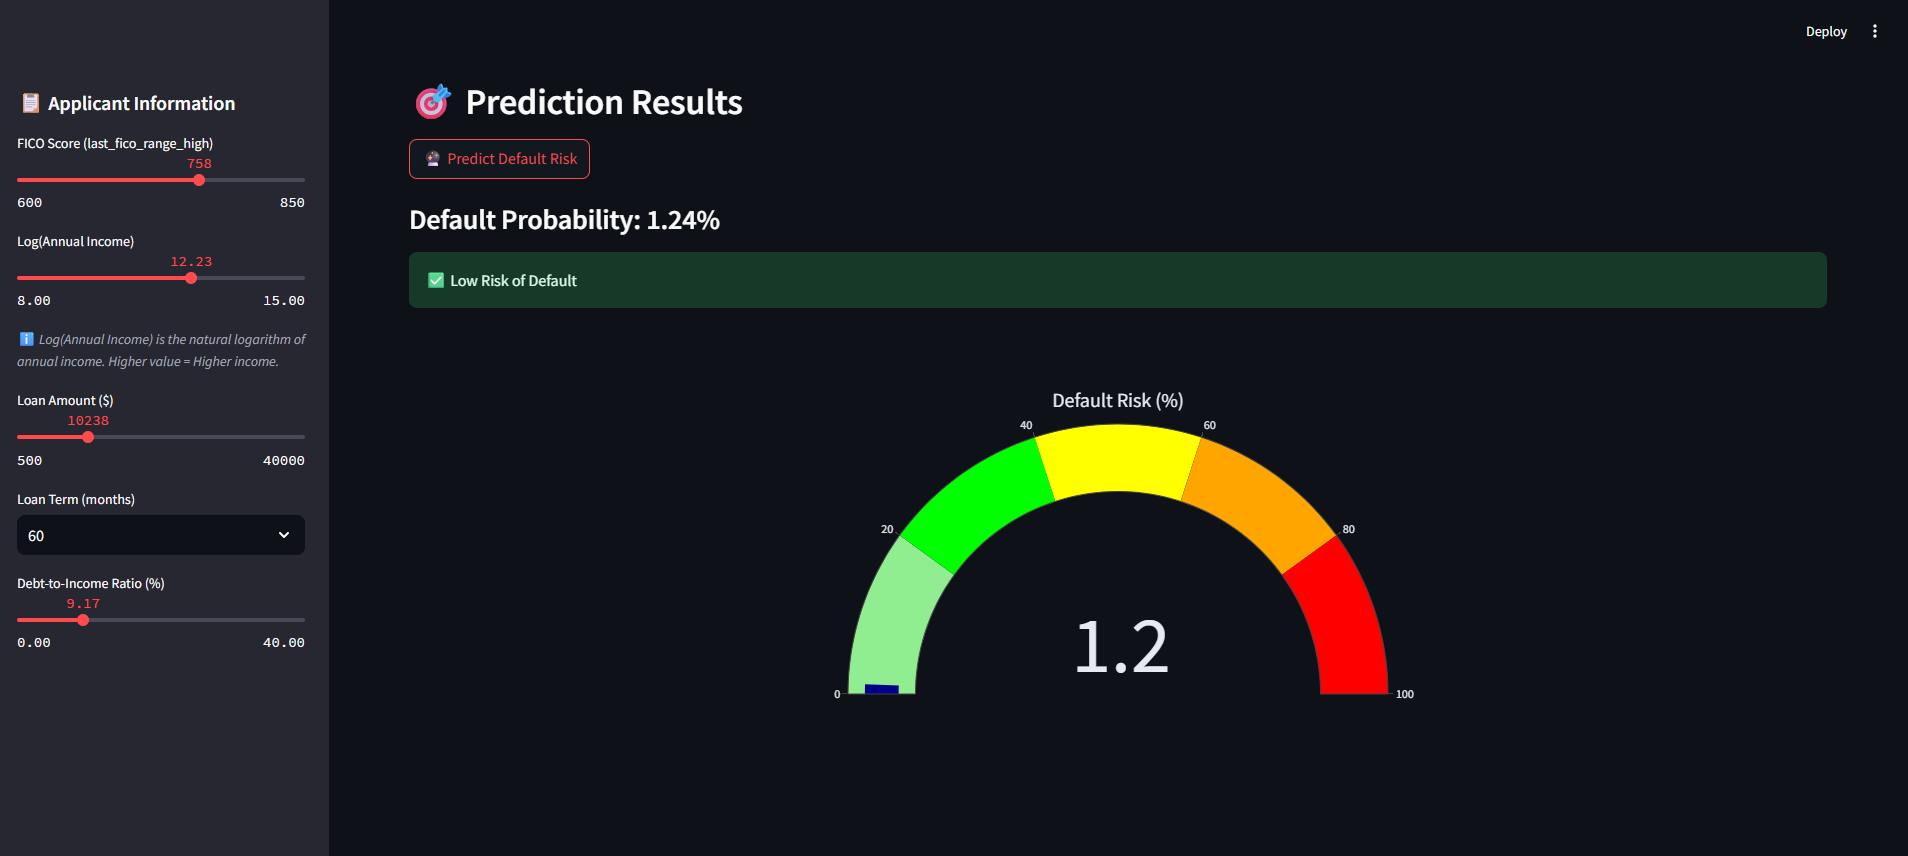 Deploy
📋 Applicant Information
FICO Score (last_fico_range_high)
758
600 850
Log(Annual Income)
12.23
8.00 15.00
ℹ️ Log(Annual Income) is the natural logarithm of
annual income. Higher value = Higher income.
Loan Amount ($)
10238
500 40000
Loan Term (months)
60
Debt-to-Income Ratio (%)
9.17
0.00 40.00
🎯 Prediction Results
🔮 Predict Default Risk
Default Probability: 1.24%
✅ Low Risk of Default
Default Risk (%)
40 60
20 80
1.2
0 100